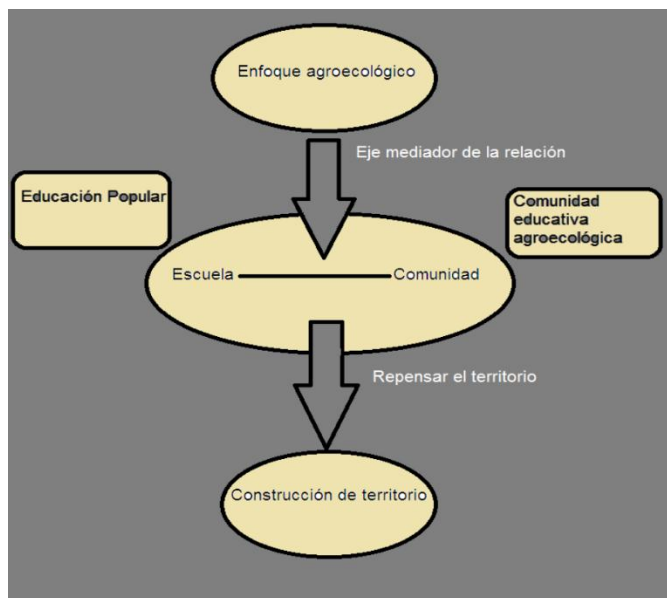 Enfoque agroecológico
Eje mediador de la relación
Educación Popular
Comunidad
educativa
agroecológica
Escuela
Comunidad
Repensar el territorio
Construcción de territorio